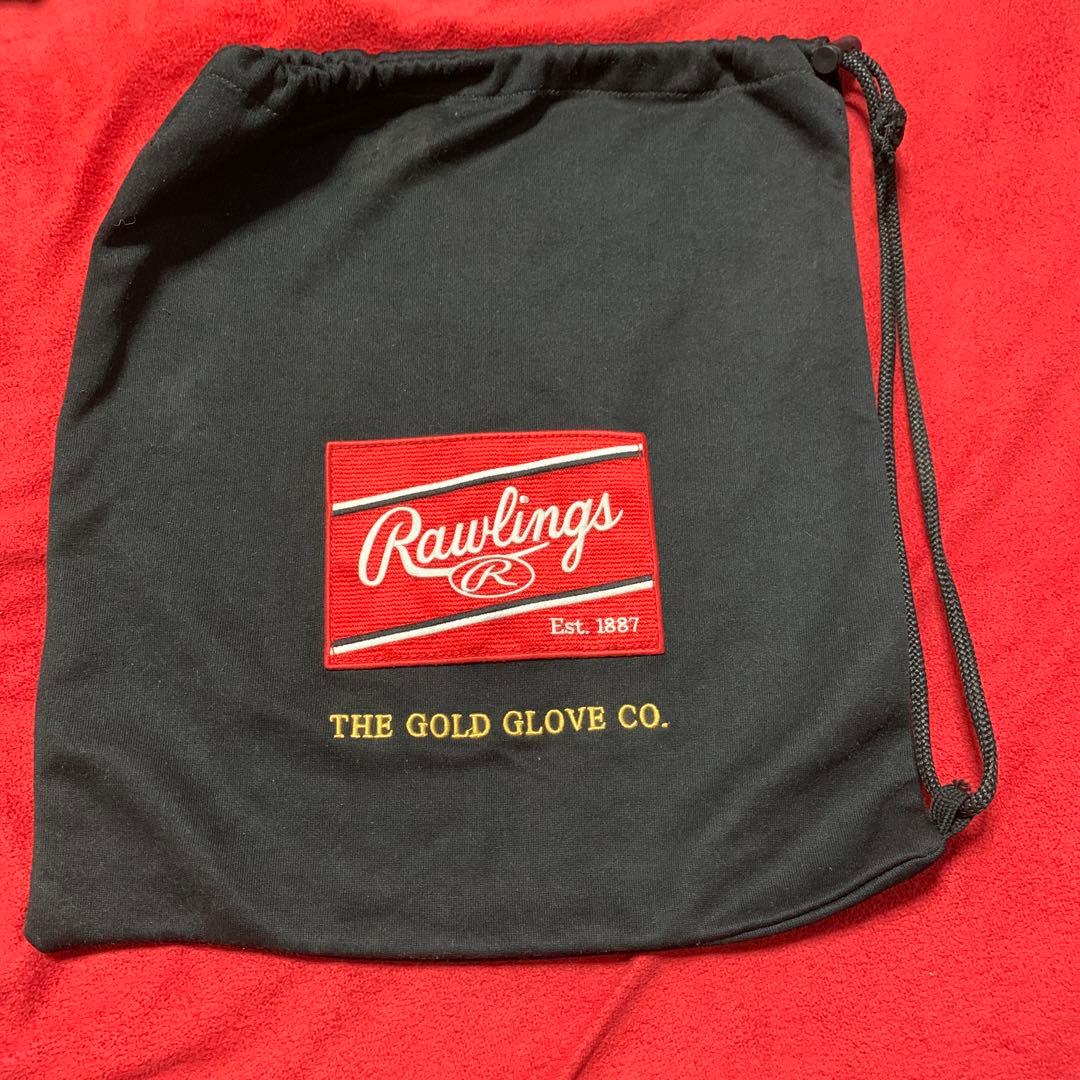 Rawlings
R
Est. 1887
THE GOLD GLOVE CO.